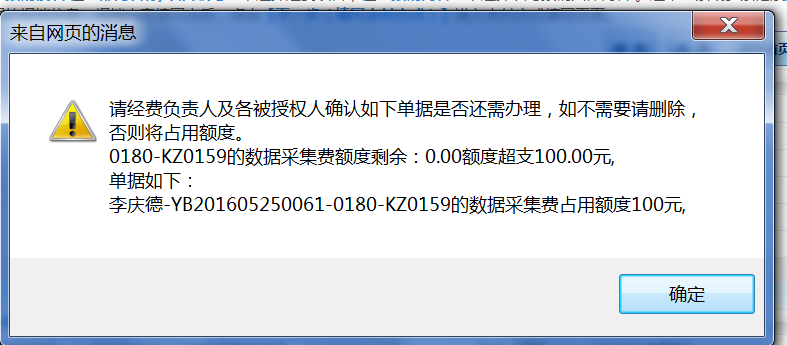 来自网页的消息
请经费负责人及各被授权人确认如下单据是否还需办理，如不需要请删除，
否则将占用额度。
0180-KZ0159的数据采集费额度剩余：0.00额度超支100.00元,
单据如下：
李庆德-YB201605250061-0180-KZ0159的数据采集费占用额度100元,
确定